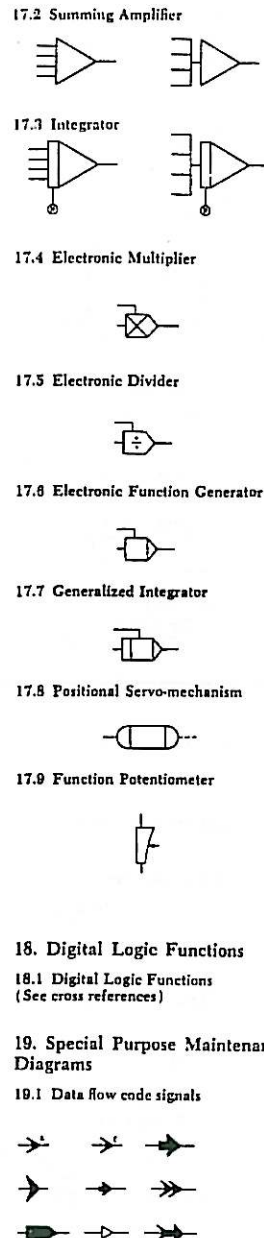 17.2 Summing Amplifier
17.3 Integrator
17.4 Electronic Multiplier
17.5 Electronic Divider
÷
17.6 Electronic Function Generator
17.7 Generalized Integrator
17.8 Positional Servo-mechanism
17.9 Function Potentiometer
18. Digital Logic Functions
18.1 Digital Logic Functions
(See cross references)
19. Special Purpose Maintenan
Diagrams
19.1 Data flow code signals